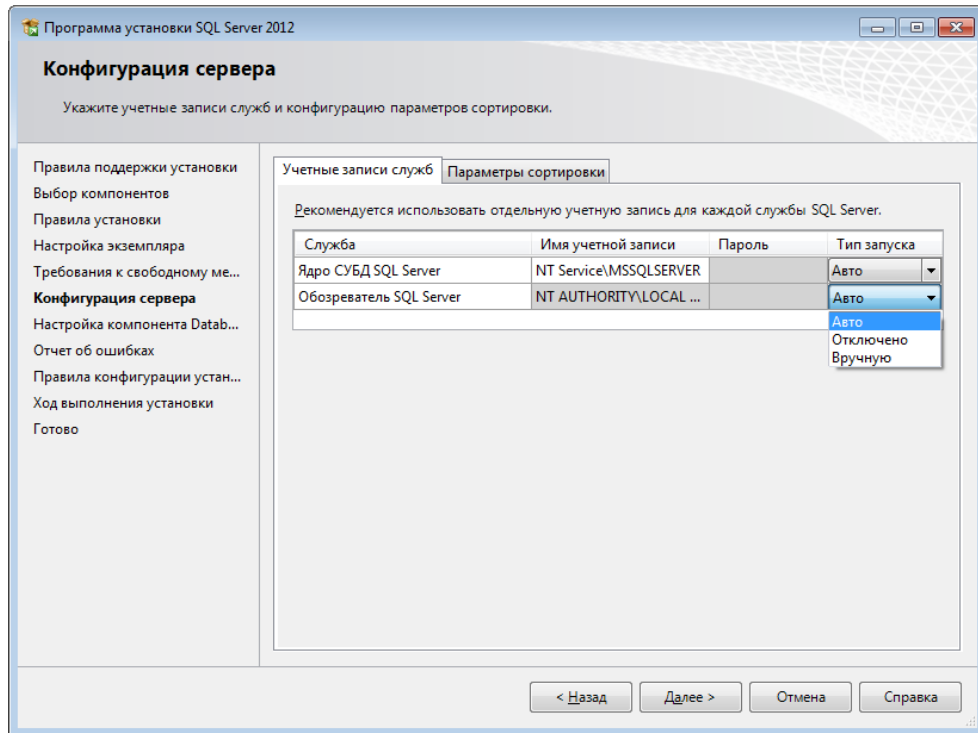 Программа установки SQL Server 2012
Конфигурация сервера
Укажите учетные записи служб и конфигурацию параметров сортировки.
Правила поддержки установки
Выбор компонентов
Правила установки
Настройка экземпляра
Требования к свободному ме...
Конфигурация сервера
Настройка компонента Datab...
Отчет об ошибках
Правила конфигурации устан...
Ход выполнения установки
Готово
Учетные записи служб Параметры сортировки
Рекомендуется использовать отдельную учетную запись для каждой службы SQL Server.
Служба Имя учетной записи Пароль Тип запуска
Ядро СУБД SQL Server NT Service\MSSQLSERVER Авто
Обозреватель SQL Server NT AUTHORITY\LOCAL ... Авто
Авто
Отключено
Вручную
< Назад Далее > Отмена Справка